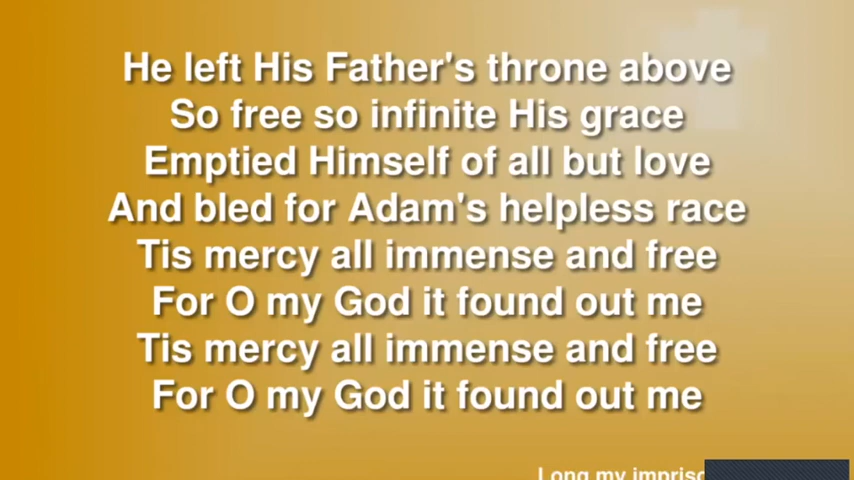 He left His Father's throne above
So free so infinite His grace
Emptied Himself of all but love
And bled for Adam's helpless race
Tis mercy all immense and free
For O my God it found out me
Tis mercy all immense and free
For O my God it found out me
Long my